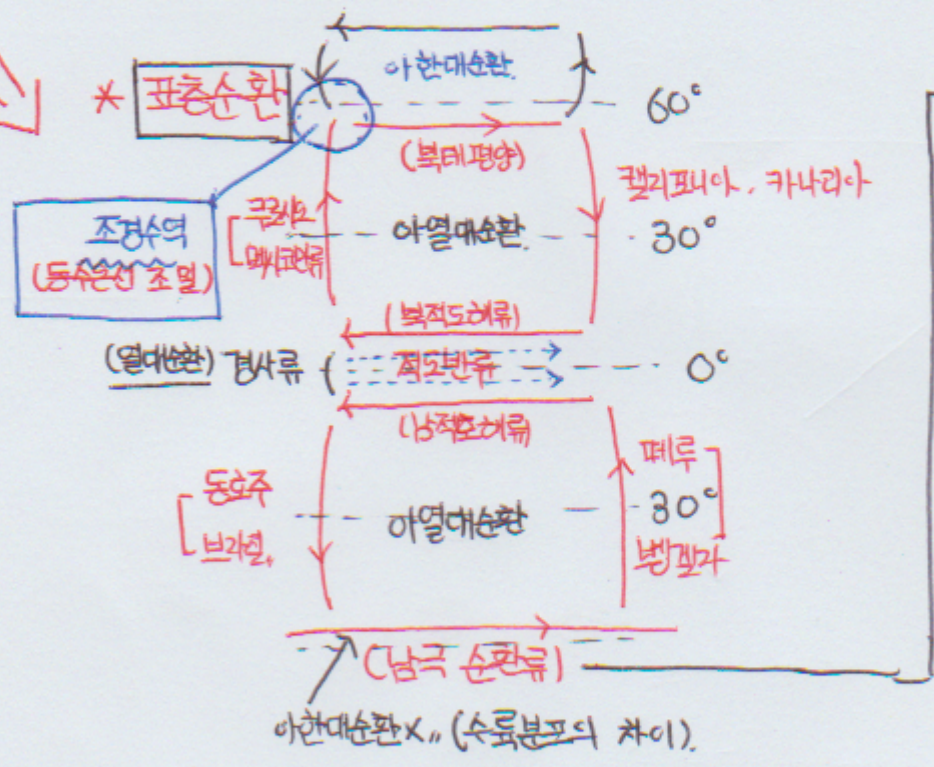 아한대순환
* 표층순환
60°
(북태평양)
캘리포니아, 카나리아
조경수역
(등수온선 조밀)
쿠로시오
멕시코만류
아열대순환
30°
(북적도해류)
(열대순환) 경사류
적도반류
0°
(남적도해류)
동호주
브라질
아열대순환
페루
30°
벵겔라
(남극 순환류)
아한대순환X,, (수륙분포의 차이).